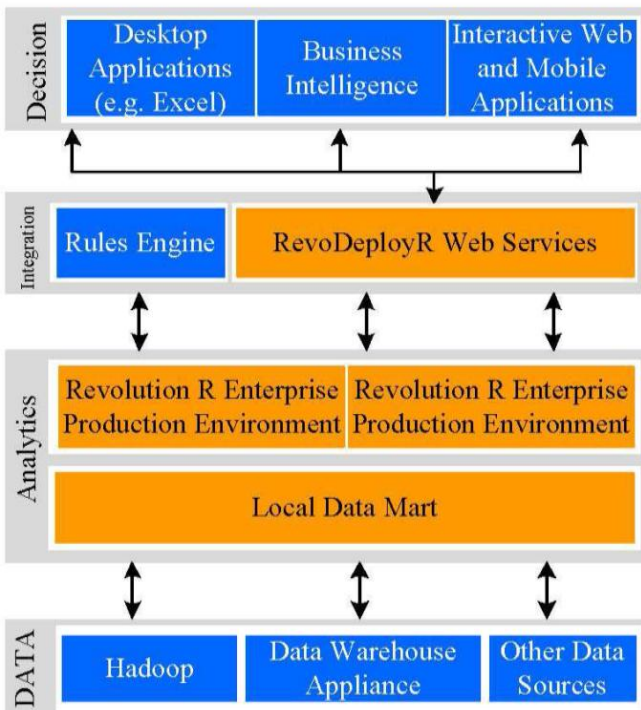 Decision
Desktop
Applications
(e.g. Excel)
Business
Intelligence
Interactive Web
and Mobile
Applications
Integration
Rules Engine
RevoDeployR Web Services
Analytics
Revolution R Enterprise
Production Environment
Revolution R Enterprise
Production Environment
Local Data Mart
DATA
Hadoop
Data Warehouse
Appliance
Other Data
Sources